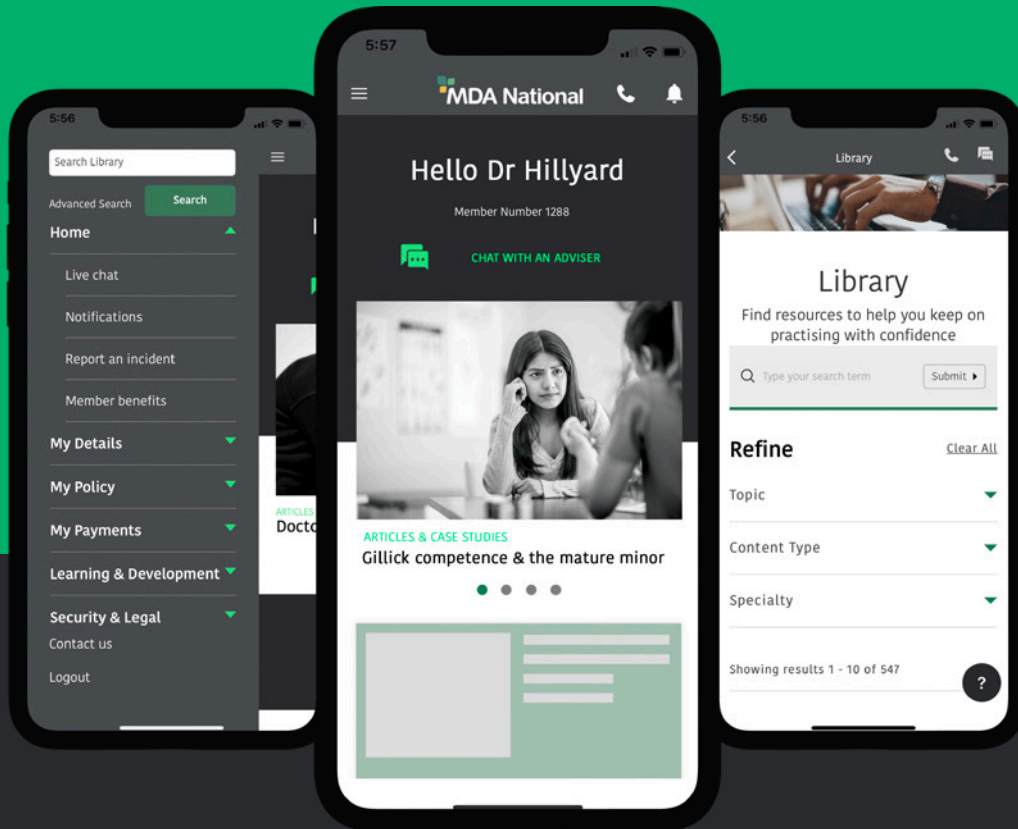 5:56
Search Library
Advanced Search
Search
Home
Live chat
Notifications
Report an incident
Member benefits
My Details
My Policy
My Payments
Learning & Development
Security & Legal
Contact us
Logout
ARTICLES
5:57
MDA National
Hello Dr Hillyard
Member Number 1288
CHAT WITH AN ADVISER
ARTICLES & CASE STUDIES
Gillick competence & the mature minor
5:56
Library
Library
Find resources to help you keep on
practising with confidence
Type your search term
Submit
Refine
Clear All
Topic
Content Type
Specialty
Showing results 1 - 10 of 547
?